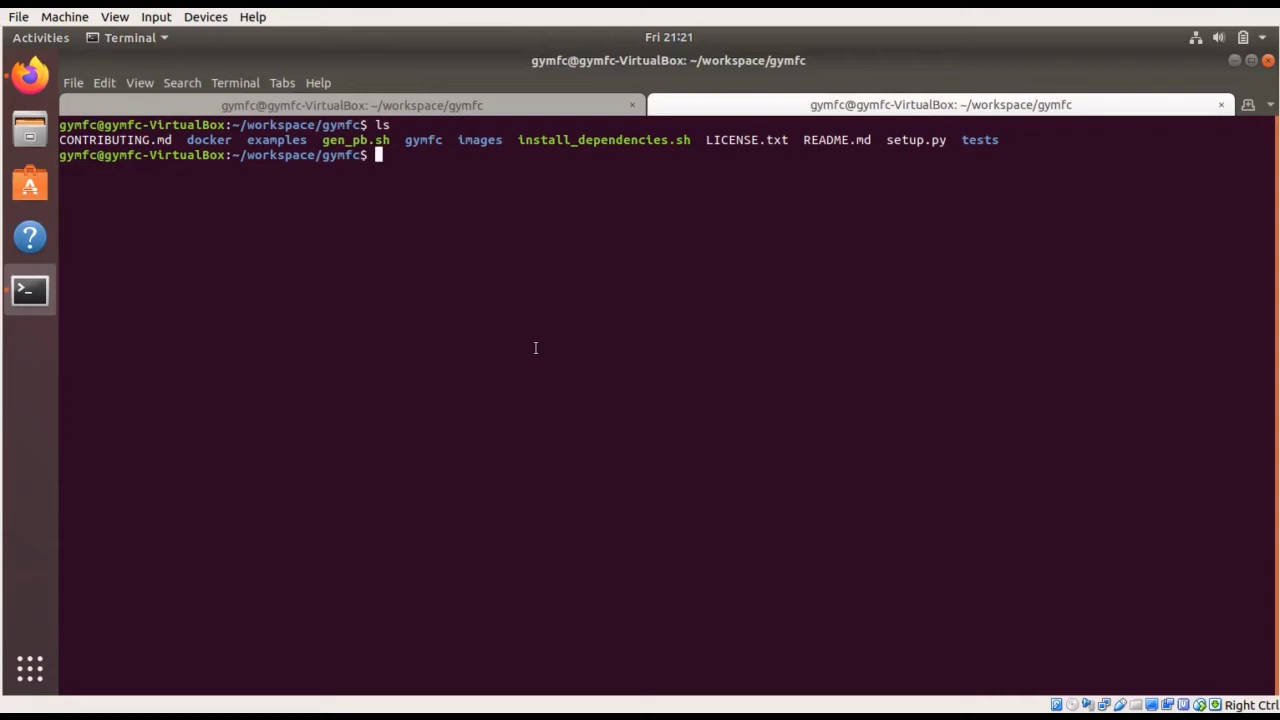 File Machine View Input Devices Help
Activities Terminal Fri 21:21
gymfc@gymfc-VirtualBox: ~/workspace/gymfc
File Edit View Search Terminal Tabs Help
gymfc@gymfc-VirtualBox: ~/workspace/gymfc × gymfc@gymfc-VirtualBox: ~/workspace/gymfc ×
gymfc@gymfc-VirtualBox:~/workspace/gymfc$ ls
CONTRIBUTING.md docker examples gen_pb.sh gymfc images install_dependencies.sh LICENSE.txt README.md setup.py tests
gymfc@gymfc-VirtualBox:~/workspace/gymfc$
Right Ctrl